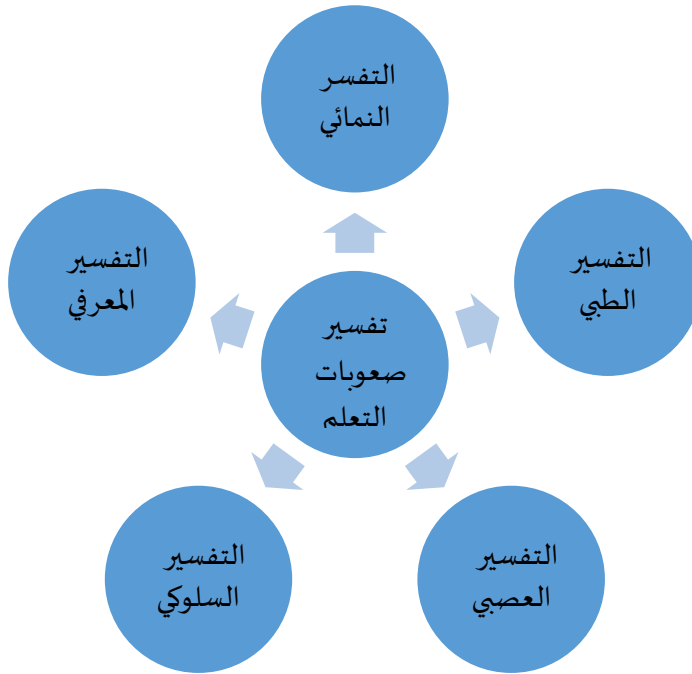 التفسر
النمائي
التفسير
الطبي
التفسير
المعرفي
تفسير
صعوبات
التعلم
التفسير
العصبي
التفسير
السلوكي